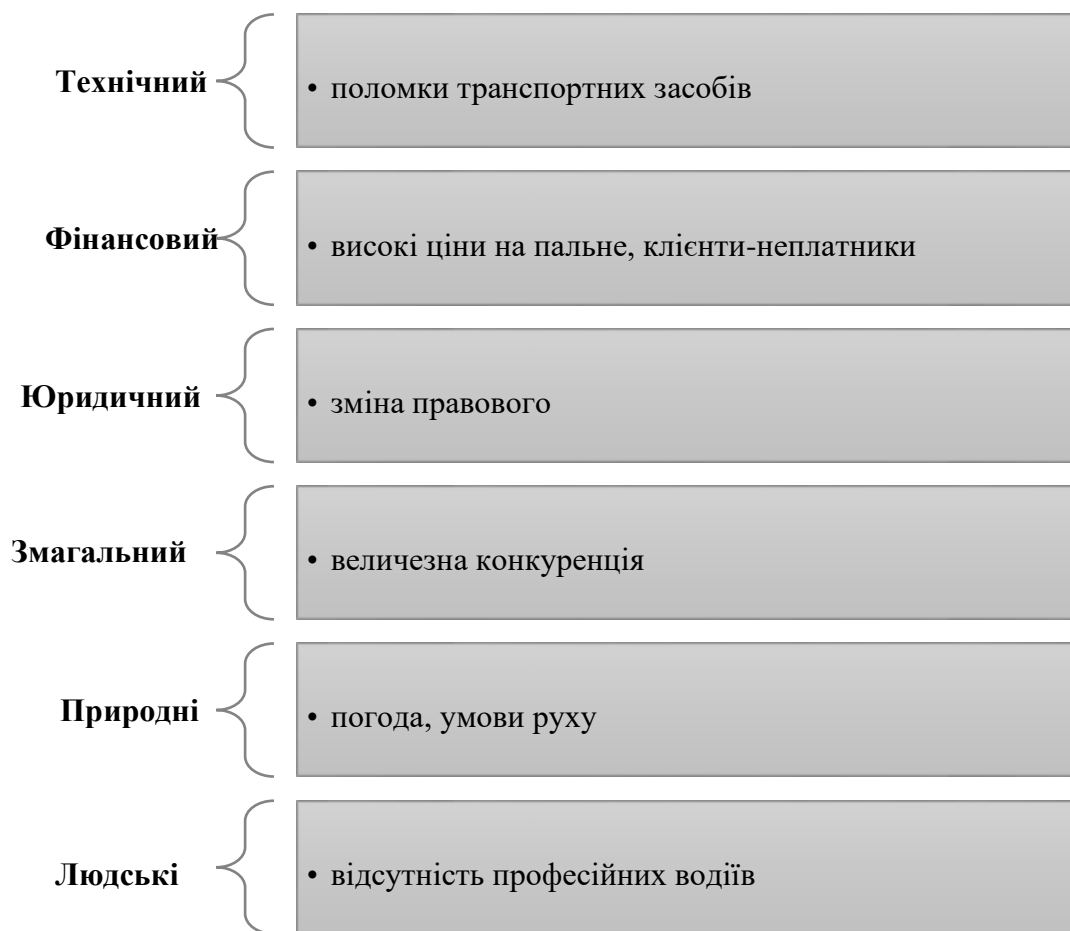 Технічний
• поломки транспортних засобів
Фінансовий
• високі ціни на пальне, клієнти-неплатники
Юридичний
• зміна правового
Змагальний
• величезна конкуренція
Природні
• погода, умови руху
Людські
• відсутність професійних водіїв